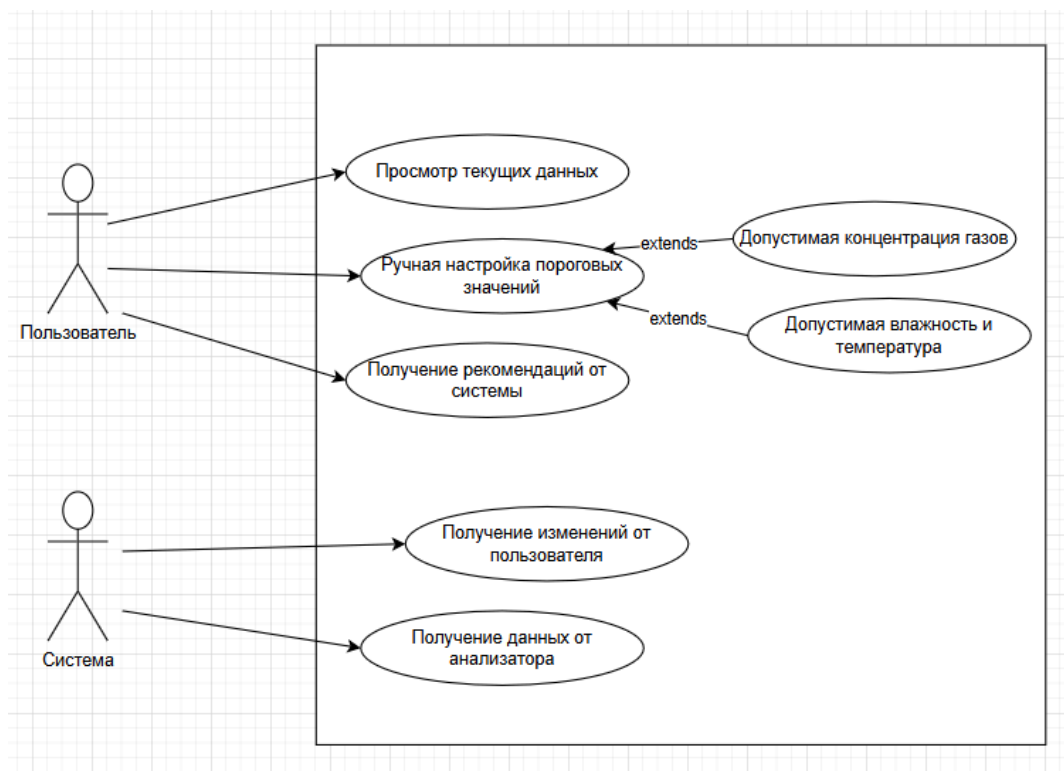 Просмотр текущих данных
Допустимая концентрация газов
extends
Ручная настройка пороговых
значений
extends
Допустимая влажность и
температура
Пользователь
Получение рекомендаций от
системы
Получение изменений от
пользователя
Получение данных от
анализатора
Система